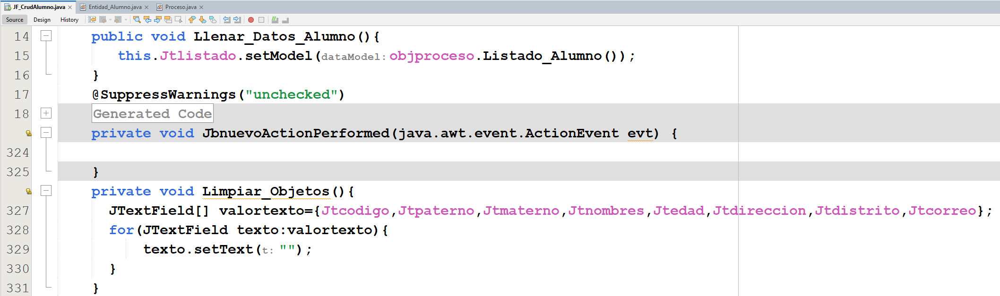 JF_CrudAlumno.java Entidad_Alumno.java Proceso.java
Source Design History
14 public void Llenar_Datos_Alumno(){
15 this.Jtlistado.setModel(dataModel:objproceso.Listado_Alumno());
16 }
17 @SuppressWarnings("unchecked")
18 Generated Code
private void JbnuevoActionPerformed(java.awt.event.ActionEvent evt) {
324
325 }
private void Limpiar_Objetos(){
327 JTextField[] valortexto={Jtcodigo,Jtpaterno,Jtmaterno,Jtnombres,Jtedad,Jtdireccion,Jtdistrito,Jtcorreo};
328 for(JTextField texto:valortexto){
329 texto.setText(t:"");
330 }
331 }